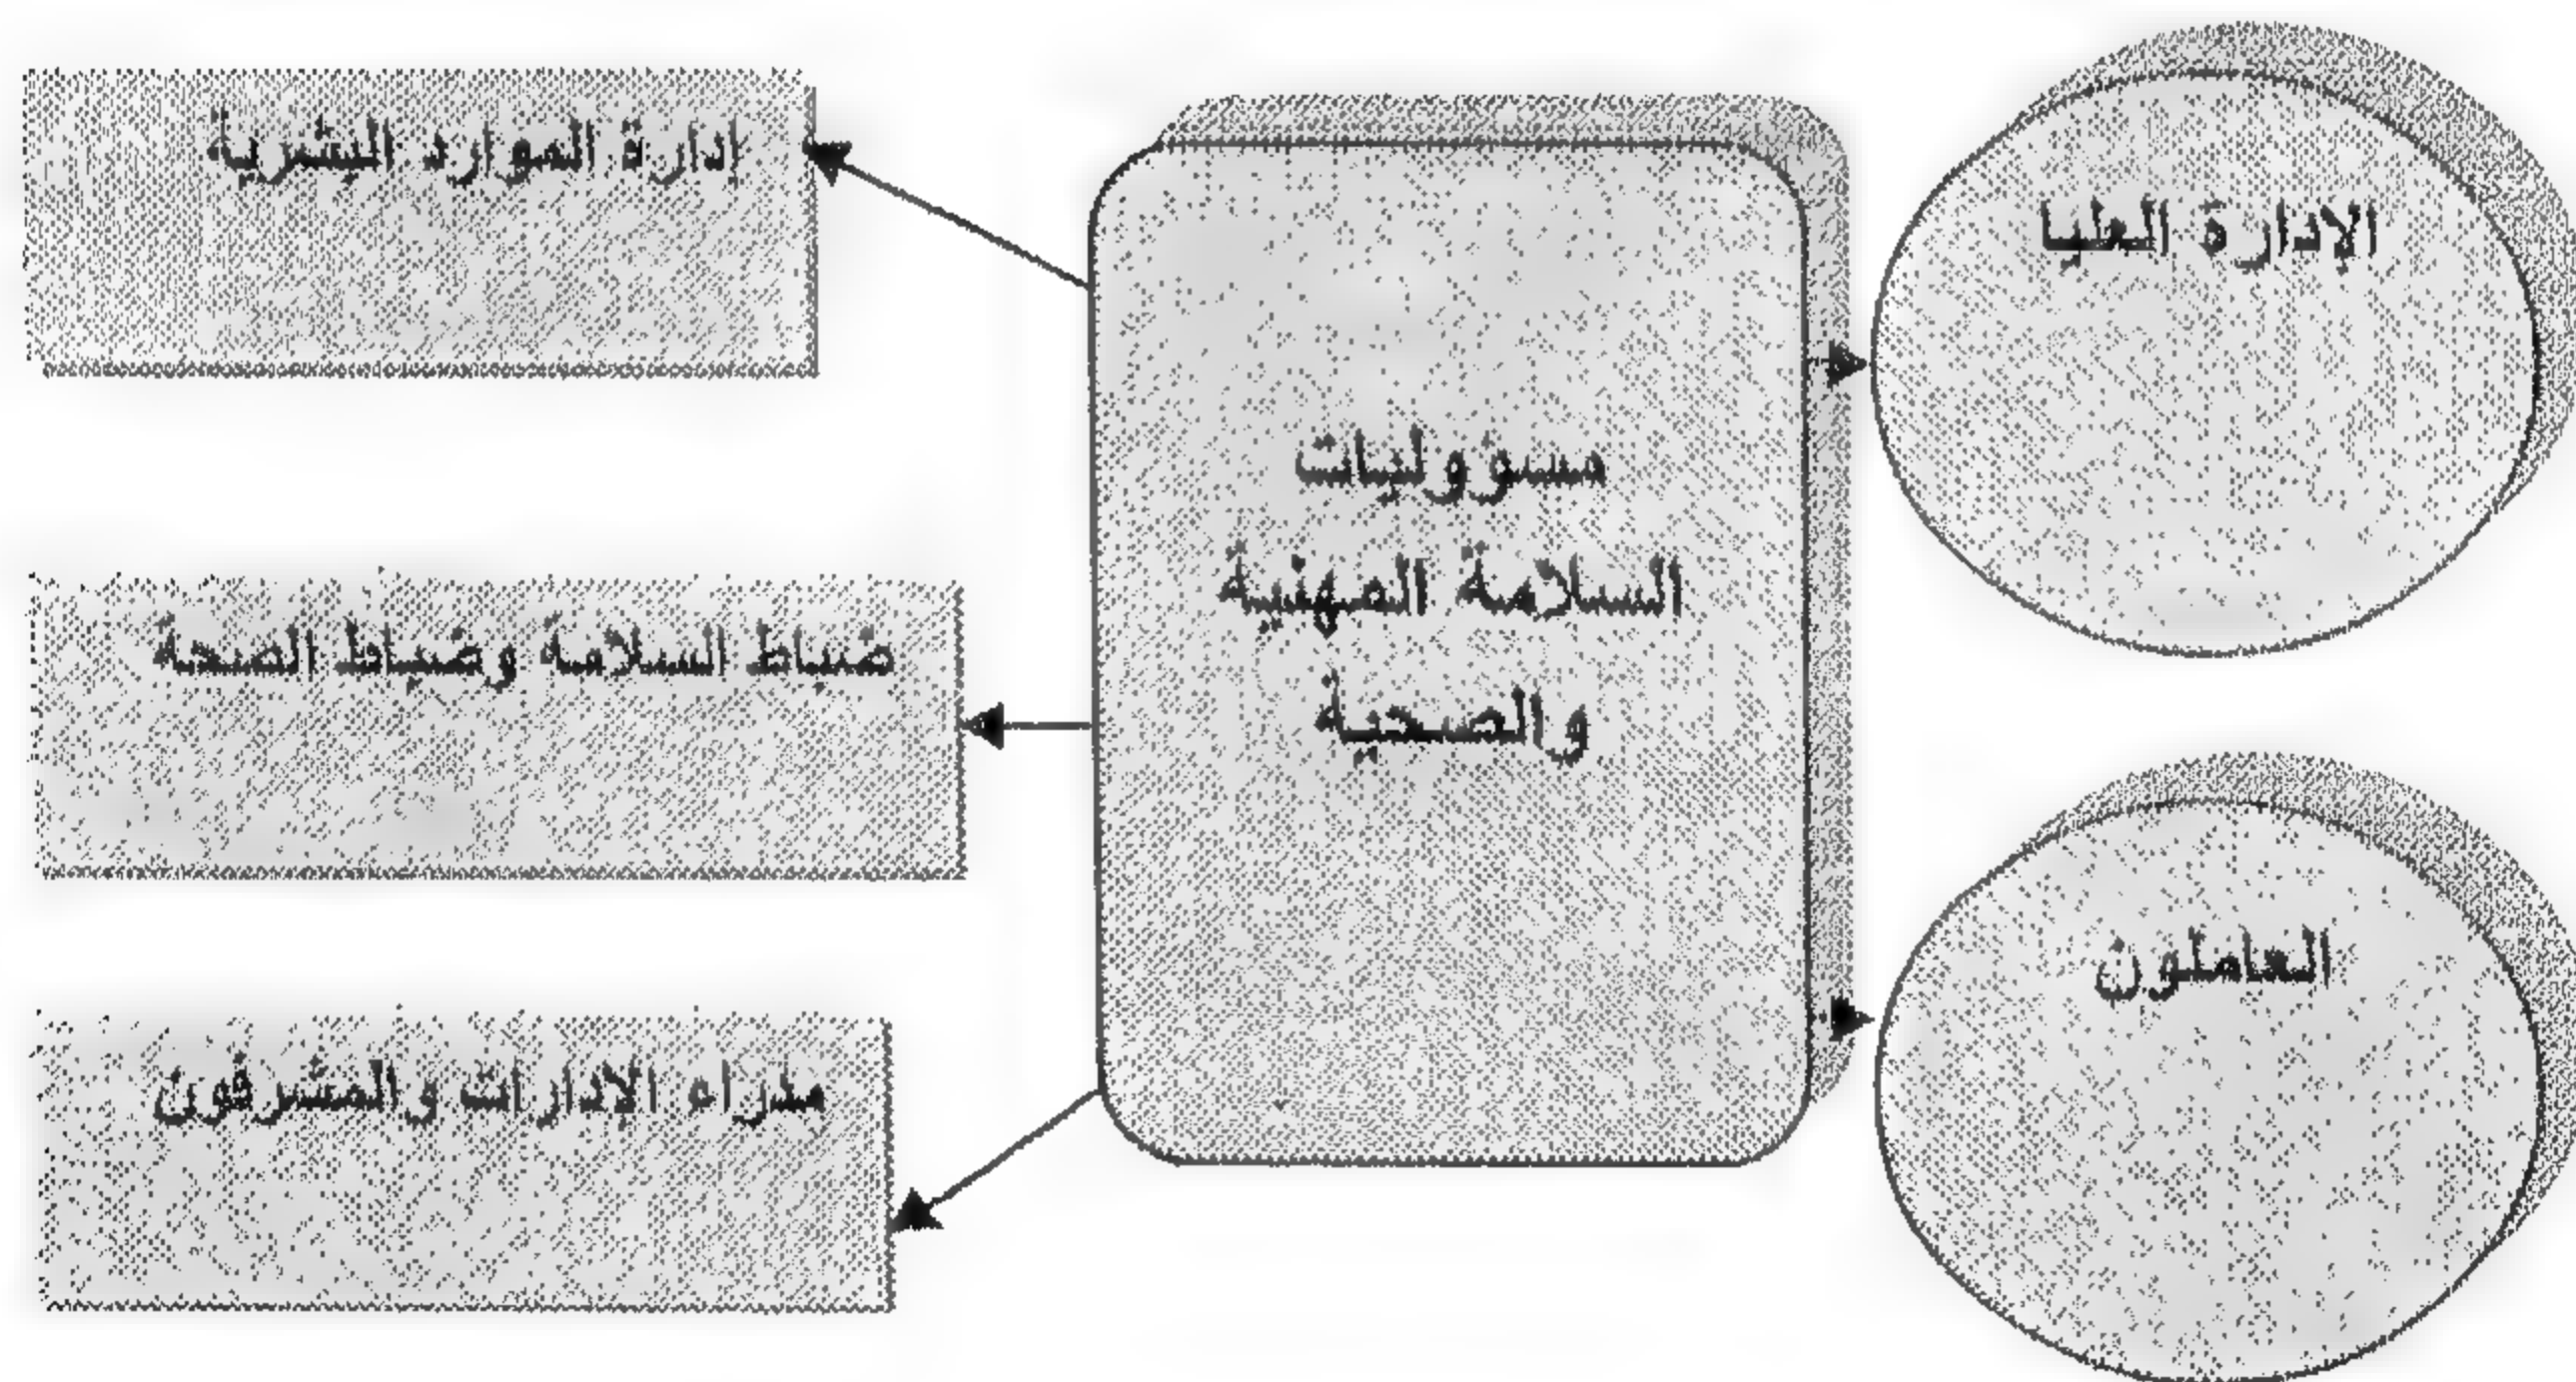 الإدارة العليا
العاملون
مسؤوليات
السلامة المهنية
والصحية
إدارة الموارد البشرية
ضباط السلامة وضباط الصحة
مدراء الإدارات والمشرفون